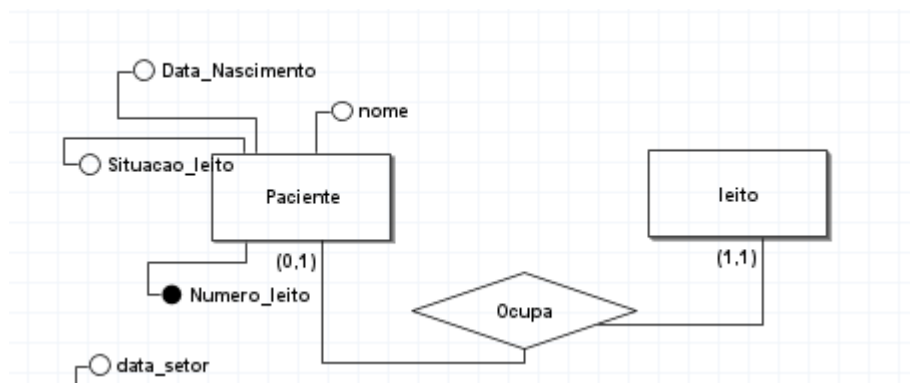 Data_Nascimento
nome
Situacao_leito
Paciente
leito
(0,1)
(1,1)
Numero_leito
Ocupa
data_setor